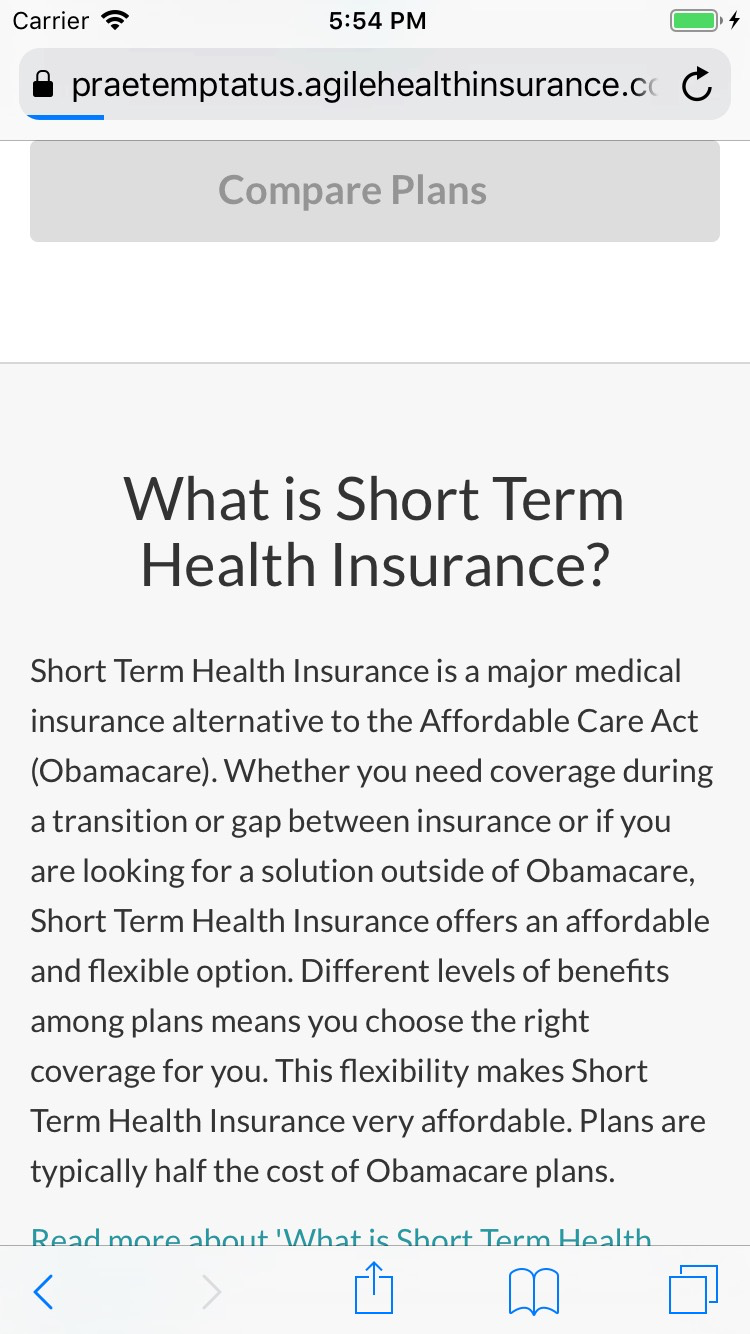 Carrier 5:54 PM
praetemptatus.agilehealthinsurance.c
Compare Plans
What is Short Term
Health Insurance?
Short Term Health Insurance is a major medical
insurance alternative to the Affordable Care Act
(Obamacare). Whether you need coverage during
a transition or gap between insurance or if you
are looking for a solution outside of Obamacare,
Short Term Health Insurance offers an affordable
and flexible option. Different levels of benefits
among plans means you choose the right
coverage for you. This flexibility makes Short
Term Health Insurance very affordable. Plans are
typically half the cost of Obamacare plans.
Read more about 'What is Short Term Health